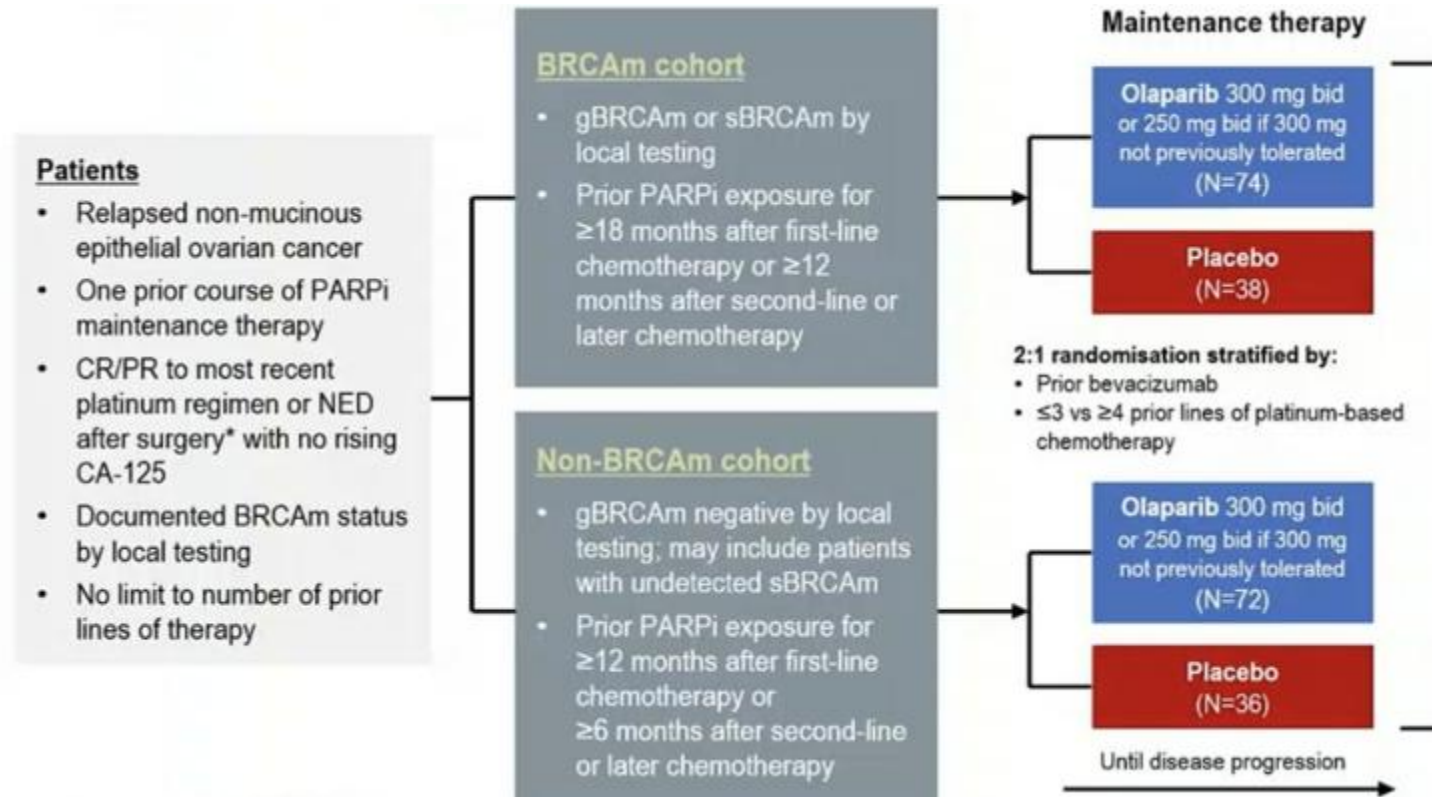 Patients
• Relapsed non-mucinous
epithelial ovarian cancer
• One prior course of PARPi
maintenance therapy
• CR/PR to most recent
platinum regimen or NED
after surgery* with no rising
CA-125
• Documented BRCAm status
by local testing
• No limit to number of prior
lines of therapy
BRCAm cohort
• gBRCAm or sBRCAm by
local testing
• Prior PARPi exposure for
≥18 months after first-line
chemotherapy or ≥12
months after second-line or
later chemotherapy
Non-BRCAm cohort
• gBRCAm negative by local
testing; may include patients
with undetected sBRCAm
• Prior PARPi exposure for
≥12 months after first-line
chemotherapy or
≥6 months after second-line
or later chemotherapy
Maintenance therapy
Olaparib 300 mg bid
or 250 mg bid if 300 mg
not previously tolerated
(N=74)
Placebo
(N=38)
2:1 randomisation stratified by:
• Prior bevacizumab
• ≤3 vs ≥4 prior lines of platinum-based
chemotherapy
Olaparib 300 mg bid
or 250 mg bid if 300 mg
not previously tolerated
(N=72)
Placebo
(N=36)
Until disease progression